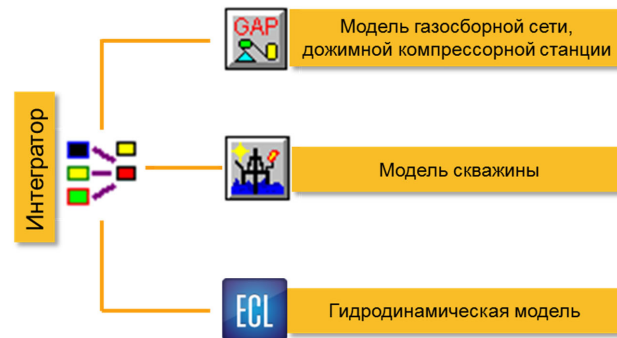 GAP
Модель газосборной сети,
дожимной компрессорной станции
Интегратор
Модель скважины
ECL
Гидродинамическая модель